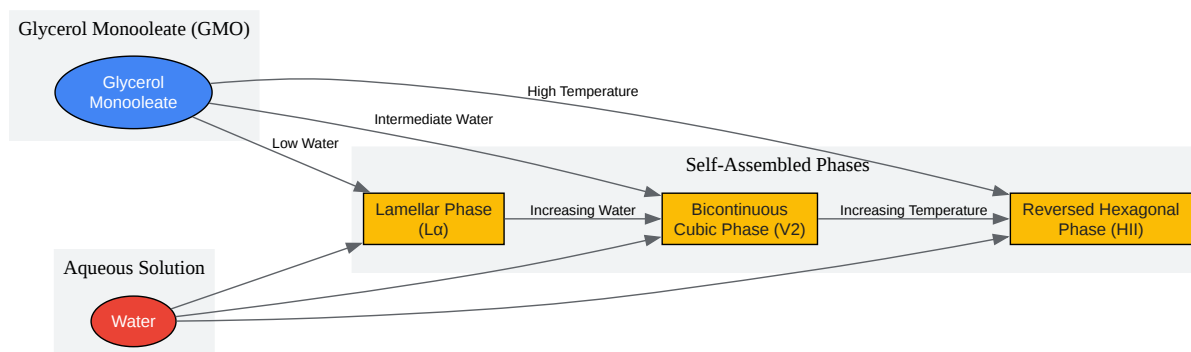 Glycerol Monooleate (GMO)
Glycerol
Monooleate
High Temperature
Intermediate Water
Low Water
Self-Assembled Phases
Lamellar Phase
(Lα)
Increasing Water
Bicontinuous
Cubic Phase (V2)
Increasing Temperature
Reversed Hexagonal
Phase (HII)
Aqueous Solution
Water